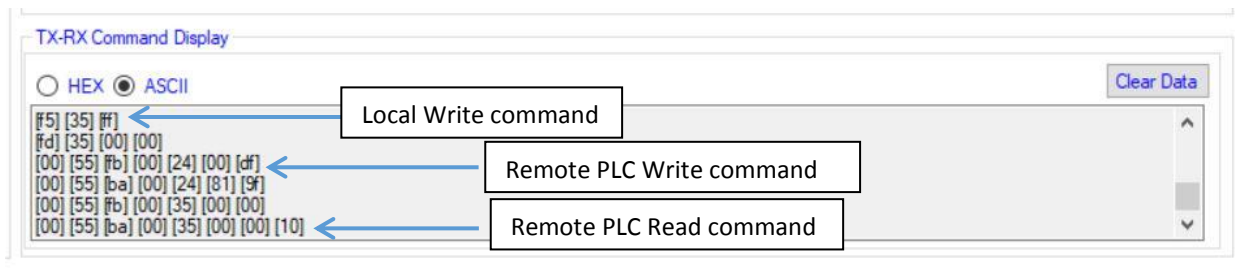 TX-RX Command Display
HEX ASCII
Clear Data
Local Write command
[f5] [35] [ff]
[fd] [35] [00] [00]
[00] [55] [fb] [00] [24] [00] [df]
Remote PLC Write command
[00] [55] [ba] [00] [24] [81] [9f]
[00] [55] [fb] [00] [35] [00] [00]
[00] [55] [ba] [00] [35] [00] [00] [10]
Remote PLC Read command